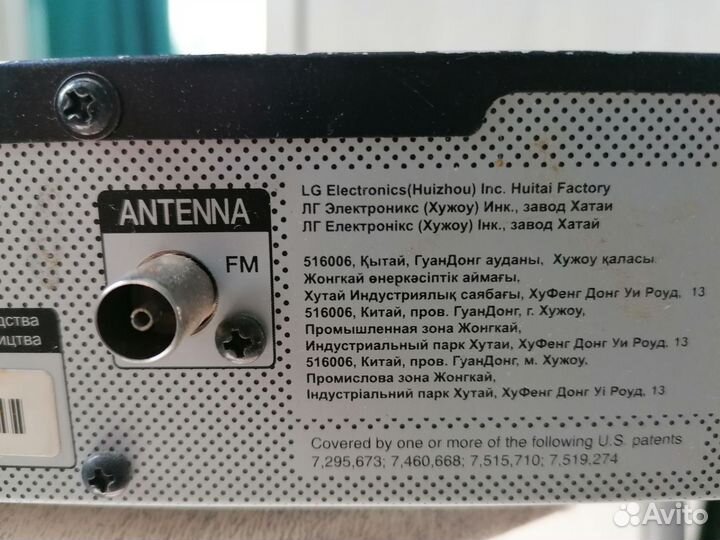 ANTENNA
FM
LG Electronics(Huizhou) Inc. Huitai Factory
ЛГ Электроникс (Хужоу) Инк., завод Хатаи
ЛГ Електронікс (Хужоу) Інк., завод Хатай
516006, Қытай, ГуанДонг ауданы, Хужоу қаласы
Жонгкай өнеркәсіптік аймағы,
Хутай Индустриялық саябағы, ХуФенг Донг Уи Роуд, 13
516006, Китай, пров. ГуанДонг, г. Хужоу,
Промышленная зона Жонгкай,
Индустриальный парк Хутаи, ХуФенг Донг Уи Роуд. 13
516006, Китай, пров. ГуанДонг, м. Хужоу.
Промислова зона Жонгкай,
Індустріальний парк Хутай, ХуФенг Донг Уі Роуд, 13
Covered by one or more of the following U.S. patents
7,295,673; 7,460,668; 7,515,710; 7,519,274
дства
ицтва
Avito